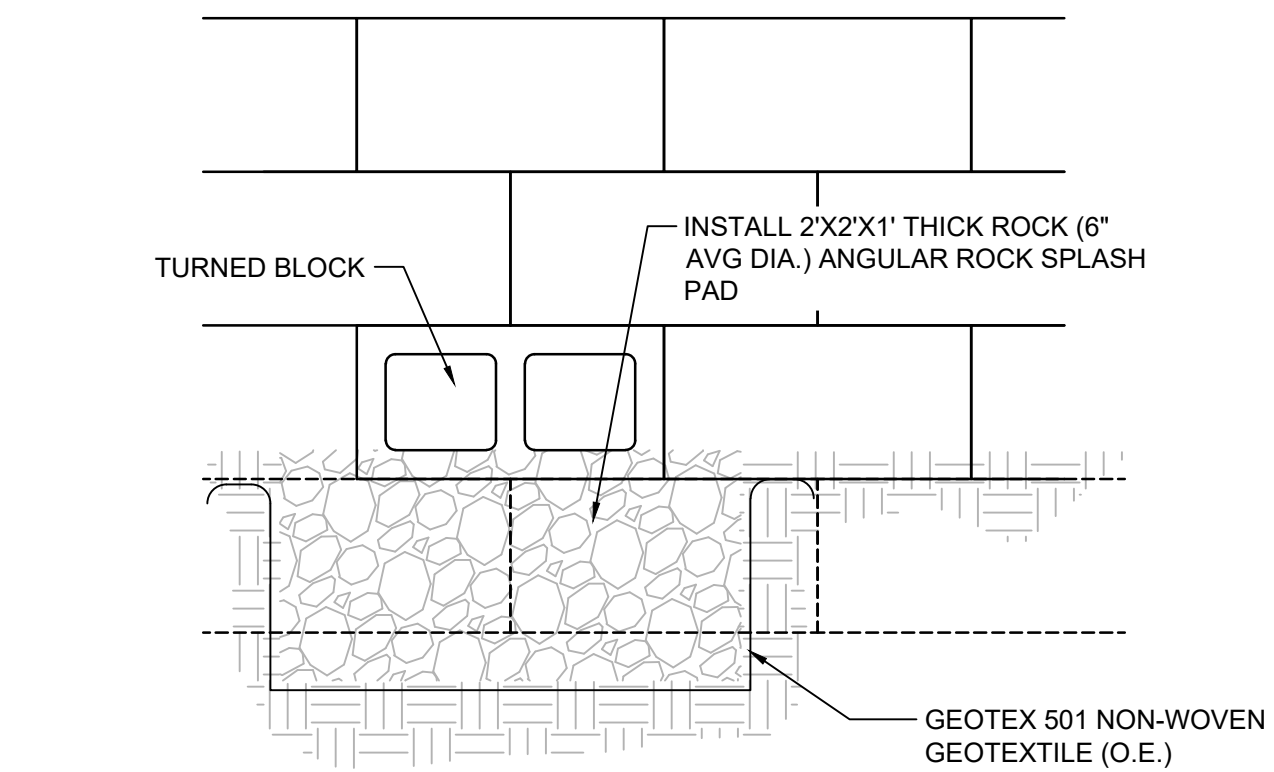 INSTALL 2'X2'X1' THICK ROCK (6"
AVG DIA.) ANGULAR ROCK SPLASH
PAD
TURNED BLOCK
GEOTEX 501 NON-WOVEN
GEOTEXTILE (O.E.)